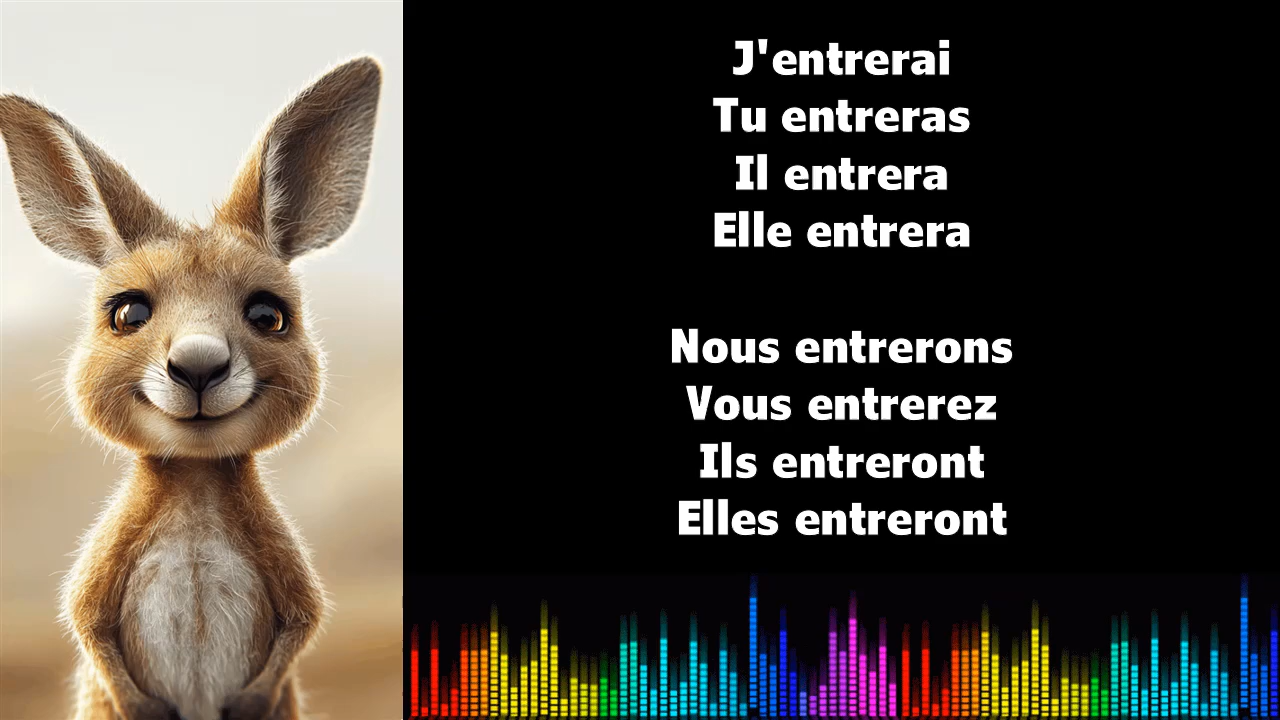 J'entrerai
Tu entreras
Il entrera
Elle entrera
Nous entrerons
Vous entrerez
Ils entreront
Elles entreront